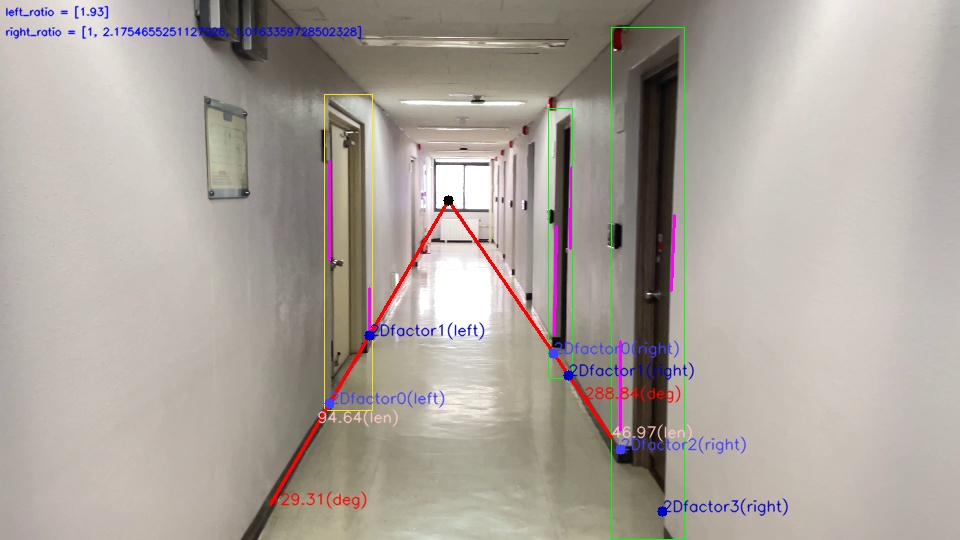 left_ratio = [1.93]
right_ratio = [1, 2.1754655251127026, 1.0163359728502328]
2Dfactor1(left)
2Dfactor0(right)
2Dfactor1(right)
288.84(deg)
2Dfactor0(left)
94.64(len)
46.97(len)
2Dfactor2(right)
29.31(deg)
2Dfactor3(right)